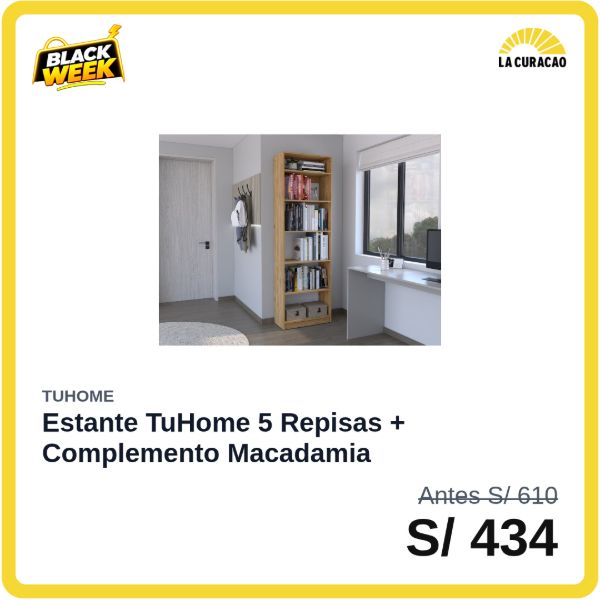 BLACK
WEEK
LA CURACAO
TUHOME
Estante TuHome 5 Repisas +
Complemento Macadamia
Antes S/ 610
S/ 434